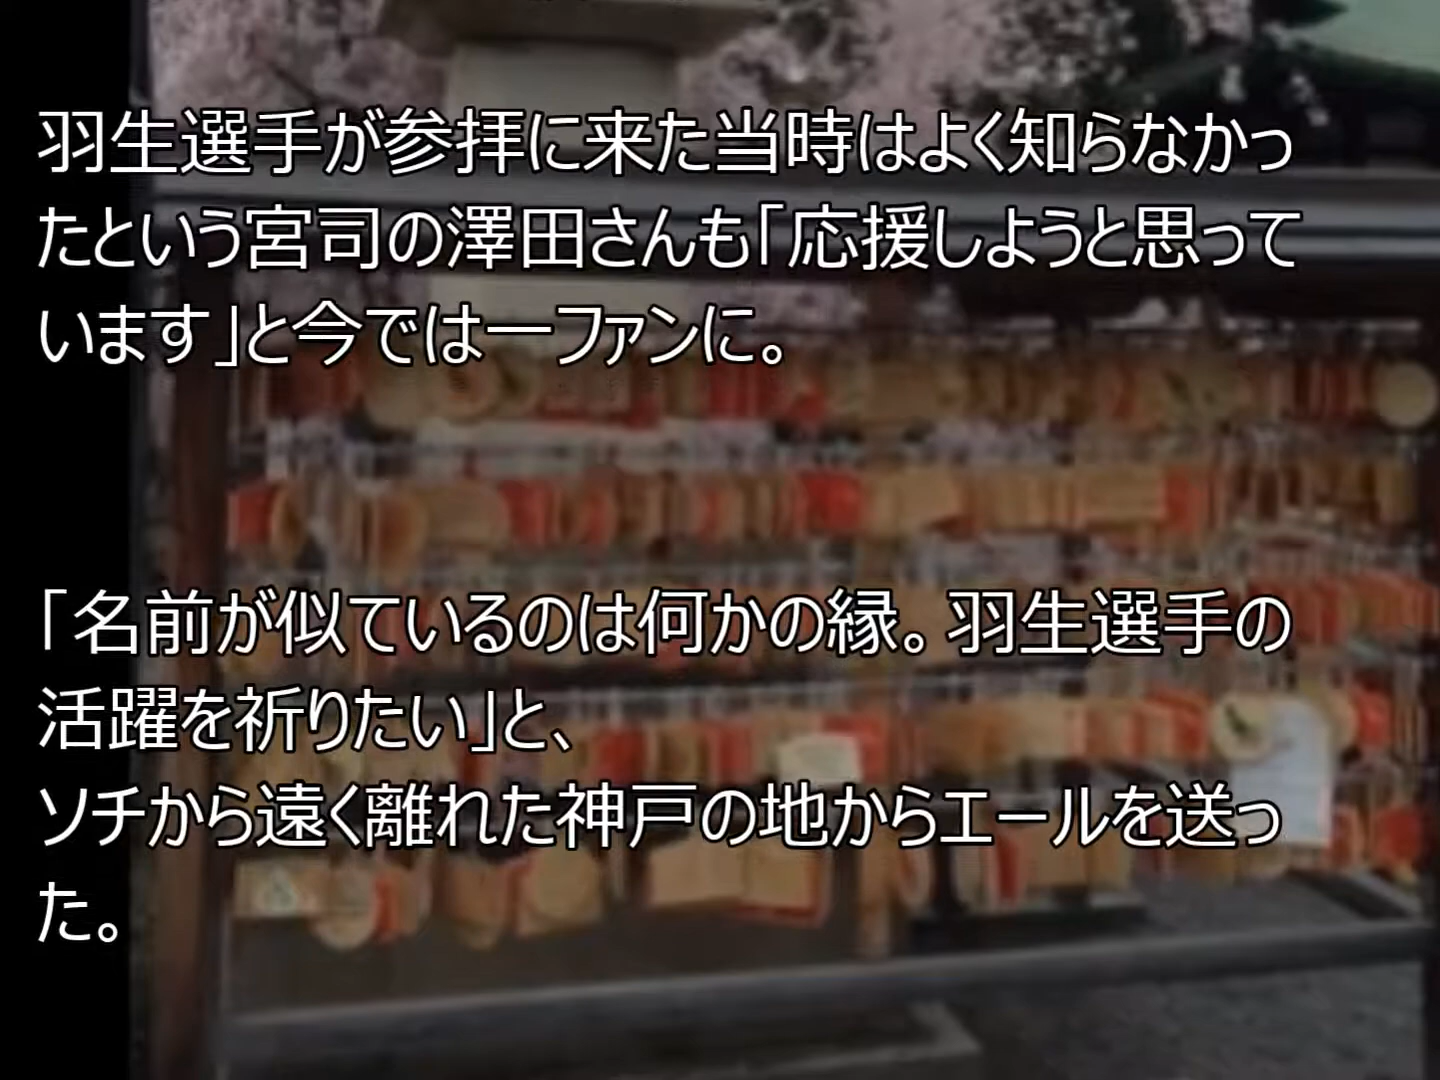 羽生選手が参拝に来た当時はよく知らなかっ
たという宮司の澤田さんも「応援しようと思って
います」と今では一ファンに。
「名前が似ているのは何かの縁。羽生選手の
活躍を祈りたい」と、
ソチから遠く離れた神戸の地からエールを送っ
た。